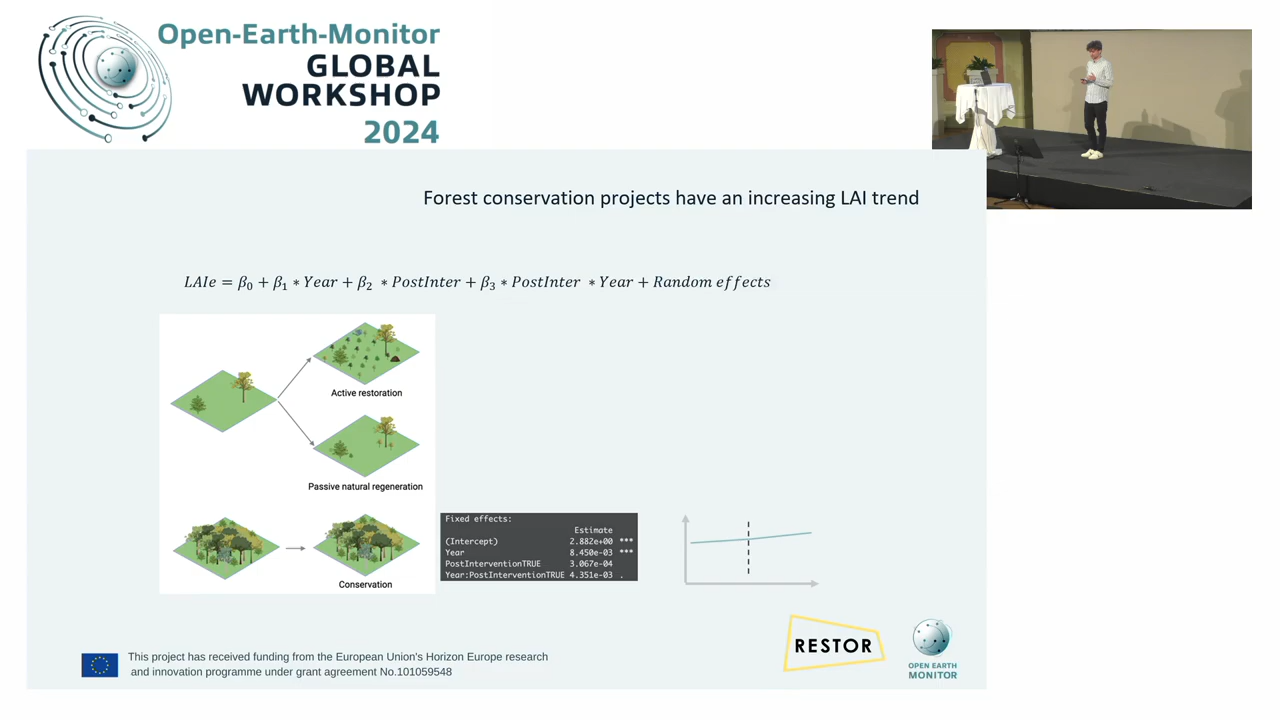 Open-Earth-Monitor
GLOBAL
WORKSHOP
2024
Forest conservation projects have an increasing LAI trend
LAIe = β₀ + β₁ * Year + β₂ * PostInter + β₃ * PostInter * Year + Random effects
Active restoration
Passive natural regeneration
Conservation
Fixed effects:
Estimate
(Intercept) 2.882e+00 ***
Year 8.450e-03 ***
PostInterventionTRUE 3.067e-04
Year:PostInterventionTRUE 4.351e-03 .
RESTOR
OPEN EARTH
MONITOR
This project has received funding from the European Union's Horizon Europe research
and innovation programme under grant agreement No.101059548